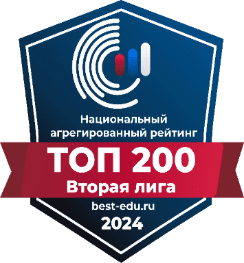 Национальный
агрегированный рейтинг
ТОП 200
Вторая лига
best-edu.ru
2024